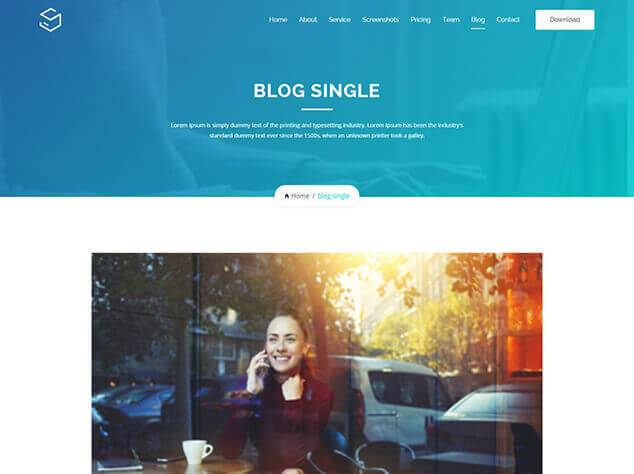 Home About Service Screenshots Pricing Team Blog Contact Download
BLOG SINGLE
Lorem Ipsum is simply dummy text of the printing and typesetting industry. Lorem Ipsum has been the industry's
standard dummy text ever since the 1500s, when an unknown printer took a galley.
Home / blog single